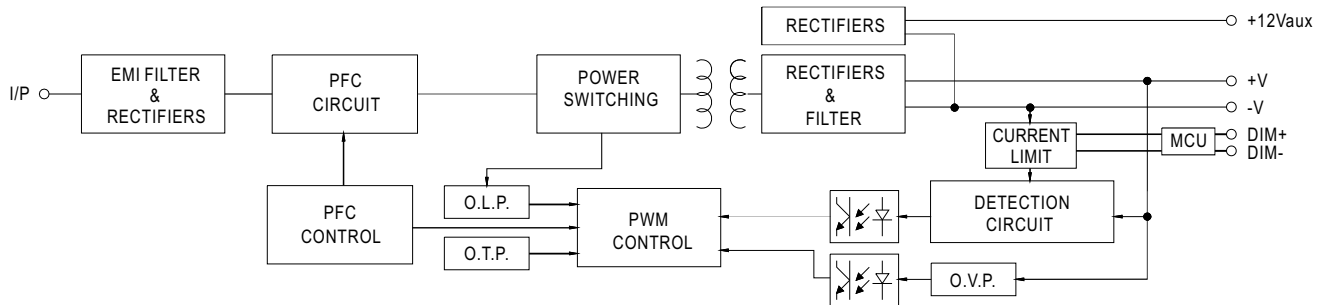 RECTIFIERS
+12Vaux
I/P
EMI FILTER
&
RECTIFIERS
PFC
CIRCUIT
POWER
SWITCHING
RECTIFIERS
&
FILTER
+V
-V
CURRENT
LIMIT
MCU
DIM+
DIM-
PFC
CONTROL
O.L.P.
O.T.P.
PWM
CONTROL
DETECTION
CIRCUIT
O.V.P.